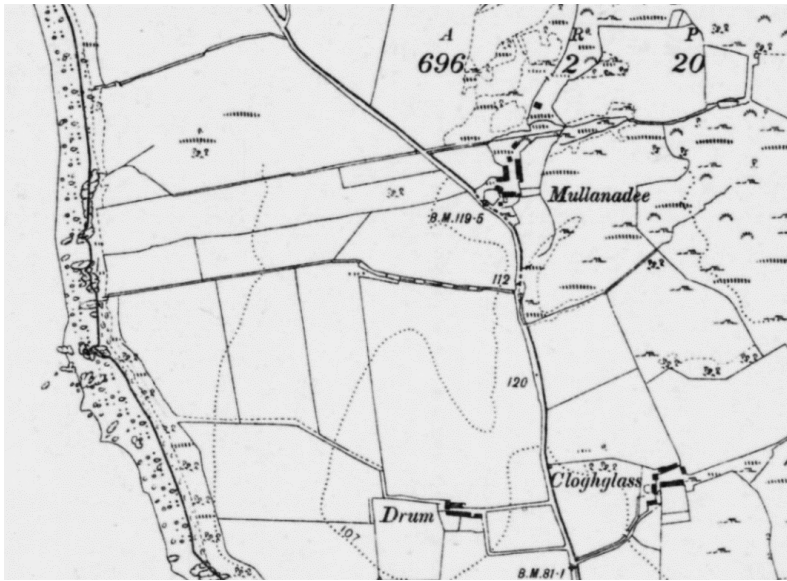 A R. P
696 2 20
Mullanadee
B.M.119·5
112
120
Cloghglass
Drum
107
B.M.81·1